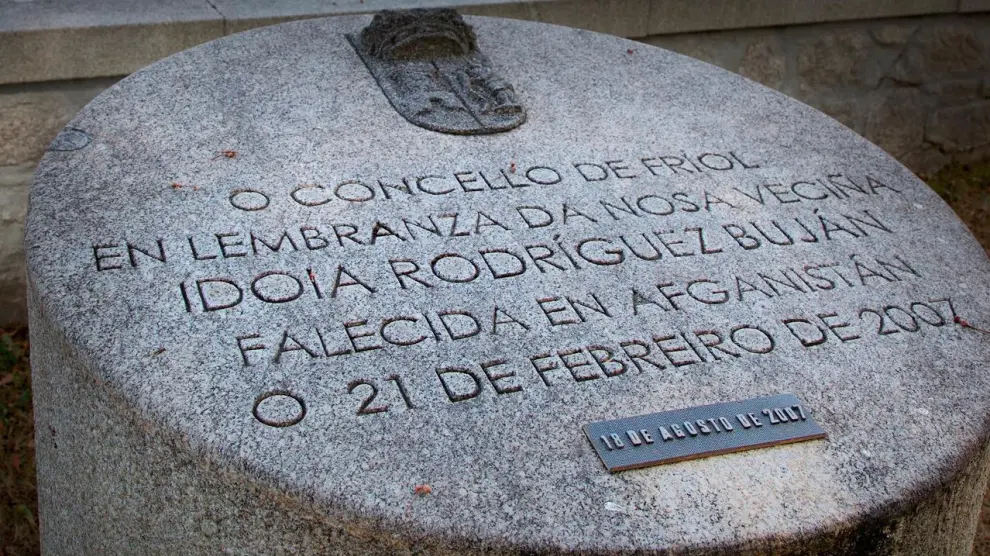 O CONCELLO DE FRIOL
EN LEMBRANZA DA NOSA VECIÑA
IDOIA RODRÍGUEZ BUJÁN
FALECIDA EN AFGANISTÁN
O 21 DE FEBREIRO DE 2007
18 DE AGOSTO DE 2007